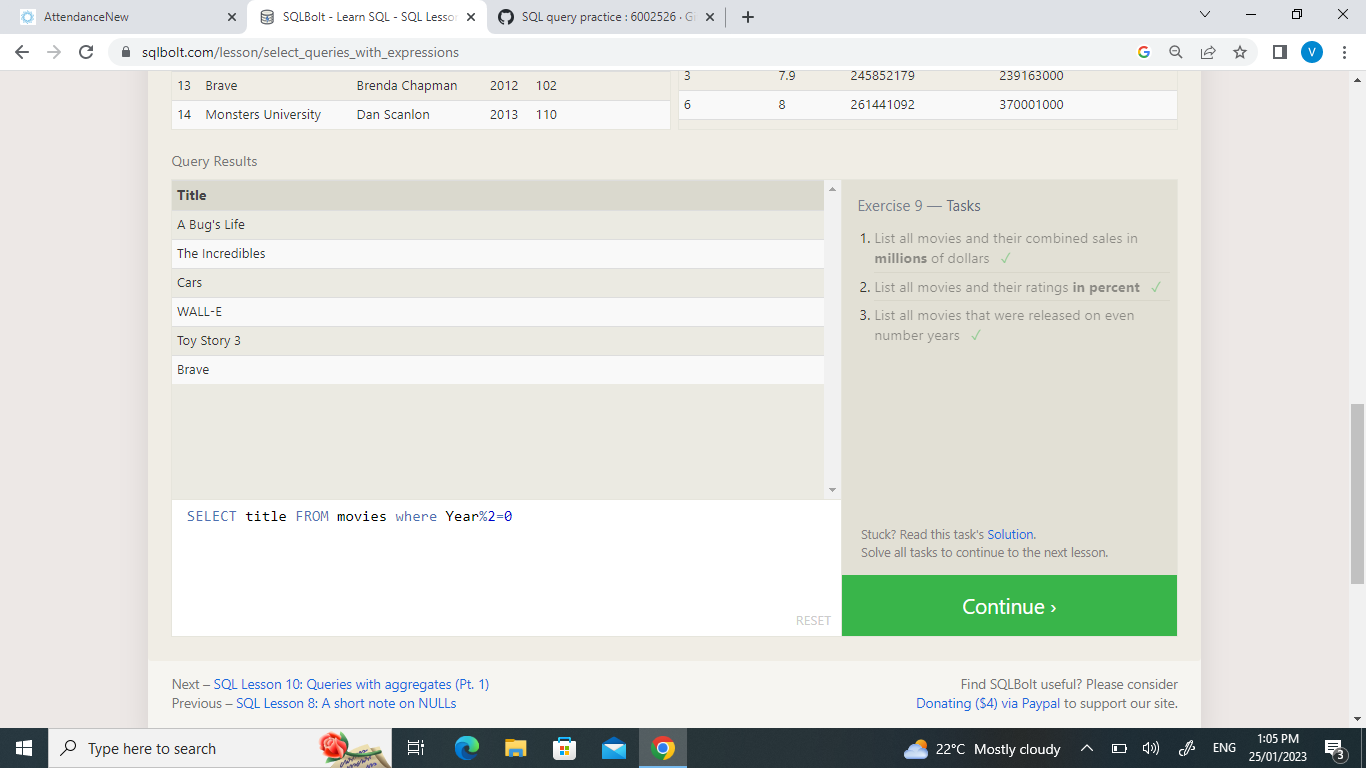 AttendanceNew
SQLBolt - Learn SQL - SQL Lesson
SQL query practice : 6002526 · Gi
sqlbolt.com/lesson/select_queries_with_expressions
V
13 Brave Brenda Chapman 2012 102
14 Monsters University Dan Scanlon 2013 110
3 7.9 245852179 239163000
6 8 261441092 370001000
Query Results
Title
A Bug's Life
The Incredibles
Cars
WALL-E
Toy Story 3
Brave
SELECT title FROM movies where Year%2=0
RESET
Exercise 9 — Tasks
1. List all movies and their combined sales in
millions of dollars ✓
2. List all movies and their ratings in percent ✓
3. List all movies that were released on even
number years ✓
Stuck? Read this task's Solution.
Solve all tasks to continue to the next lesson.
Continue ›
Next – SQL Lesson 10: Queries with aggregates (Pt. 1)
Previous – SQL Lesson 8: A short note on NULLs
Find SQLBolt useful? Please consider
Donating ($4) via Paypal to support our site.
Type here to search
22°C Mostly cloudy
ENG
1:05 PM
25/01/2023
3